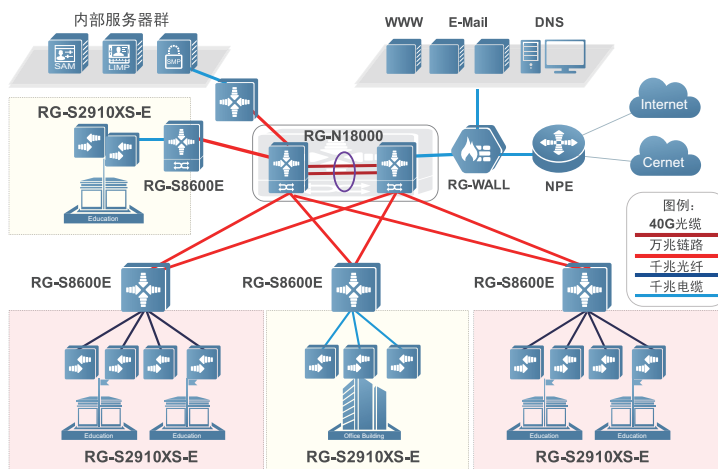 内部服务器群
SAM
LIMP
BMP
WWW
E-Mail
DNS
RG-S2910XS-E
RG-S8600E
Education
RG-N18000
RG-WALL
NPE
Internet
Cernet
图例：
40G光缆
万兆链路
千兆光纤
千兆电缆
RG-S8600E
RG-S8600E
RG-S8600E
Education
Education
RG-S2910XS-E
Office Building
RG-S2910XS-E
Education
Education
RG-S2910XS-E